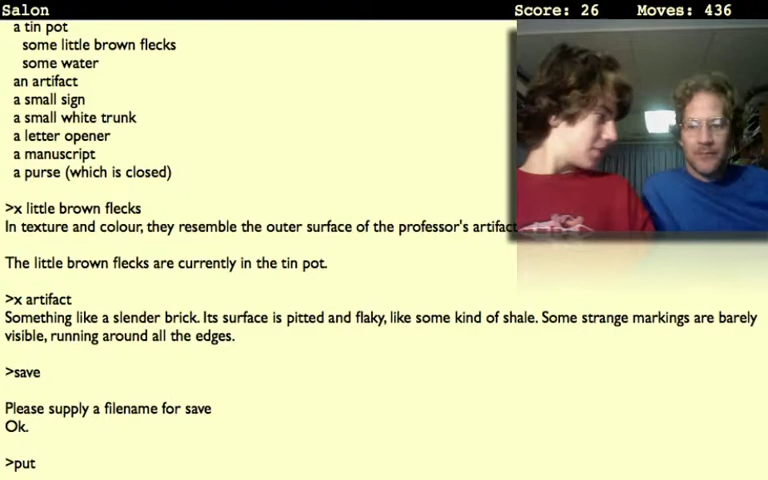 Salon Score: 26 Moves: 436
a tin pot
some little brown flecks
some water
an artifact
a small sign
a small white trunk
a letter opener
a manuscript
a purse (which is closed)
>x little brown flecks
In texture and colour, they resemble the outer surface of the professor's artifact
The little brown flecks are currently in the tin pot.
>x artifact
Something like a slender brick. Its surface is pitted and flaky, like some kind of shale. Some strange markings are barely
visible, running around all the edges.
>save
Please supply a filename for save
Ok.
>put